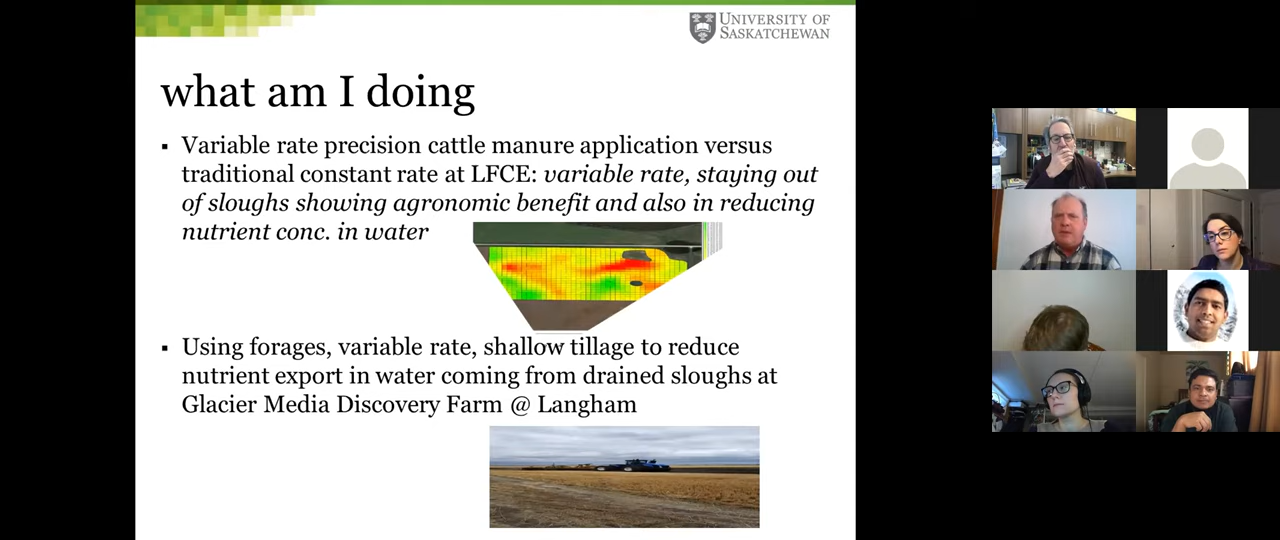 UNIVERSITY OF
SASKATCHEWAN
what am I doing
▪ Variable rate precision cattle manure application versus
traditional constant rate at LFCE: variable rate, staying out
of sloughs showing agronomic benefit and also in reducing
nutrient conc. in water
▪ Using forages, variable rate, shallow tillage to reduce
nutrient export in water coming from drained sloughs at
Glacier Media Discovery Farm @ Langham